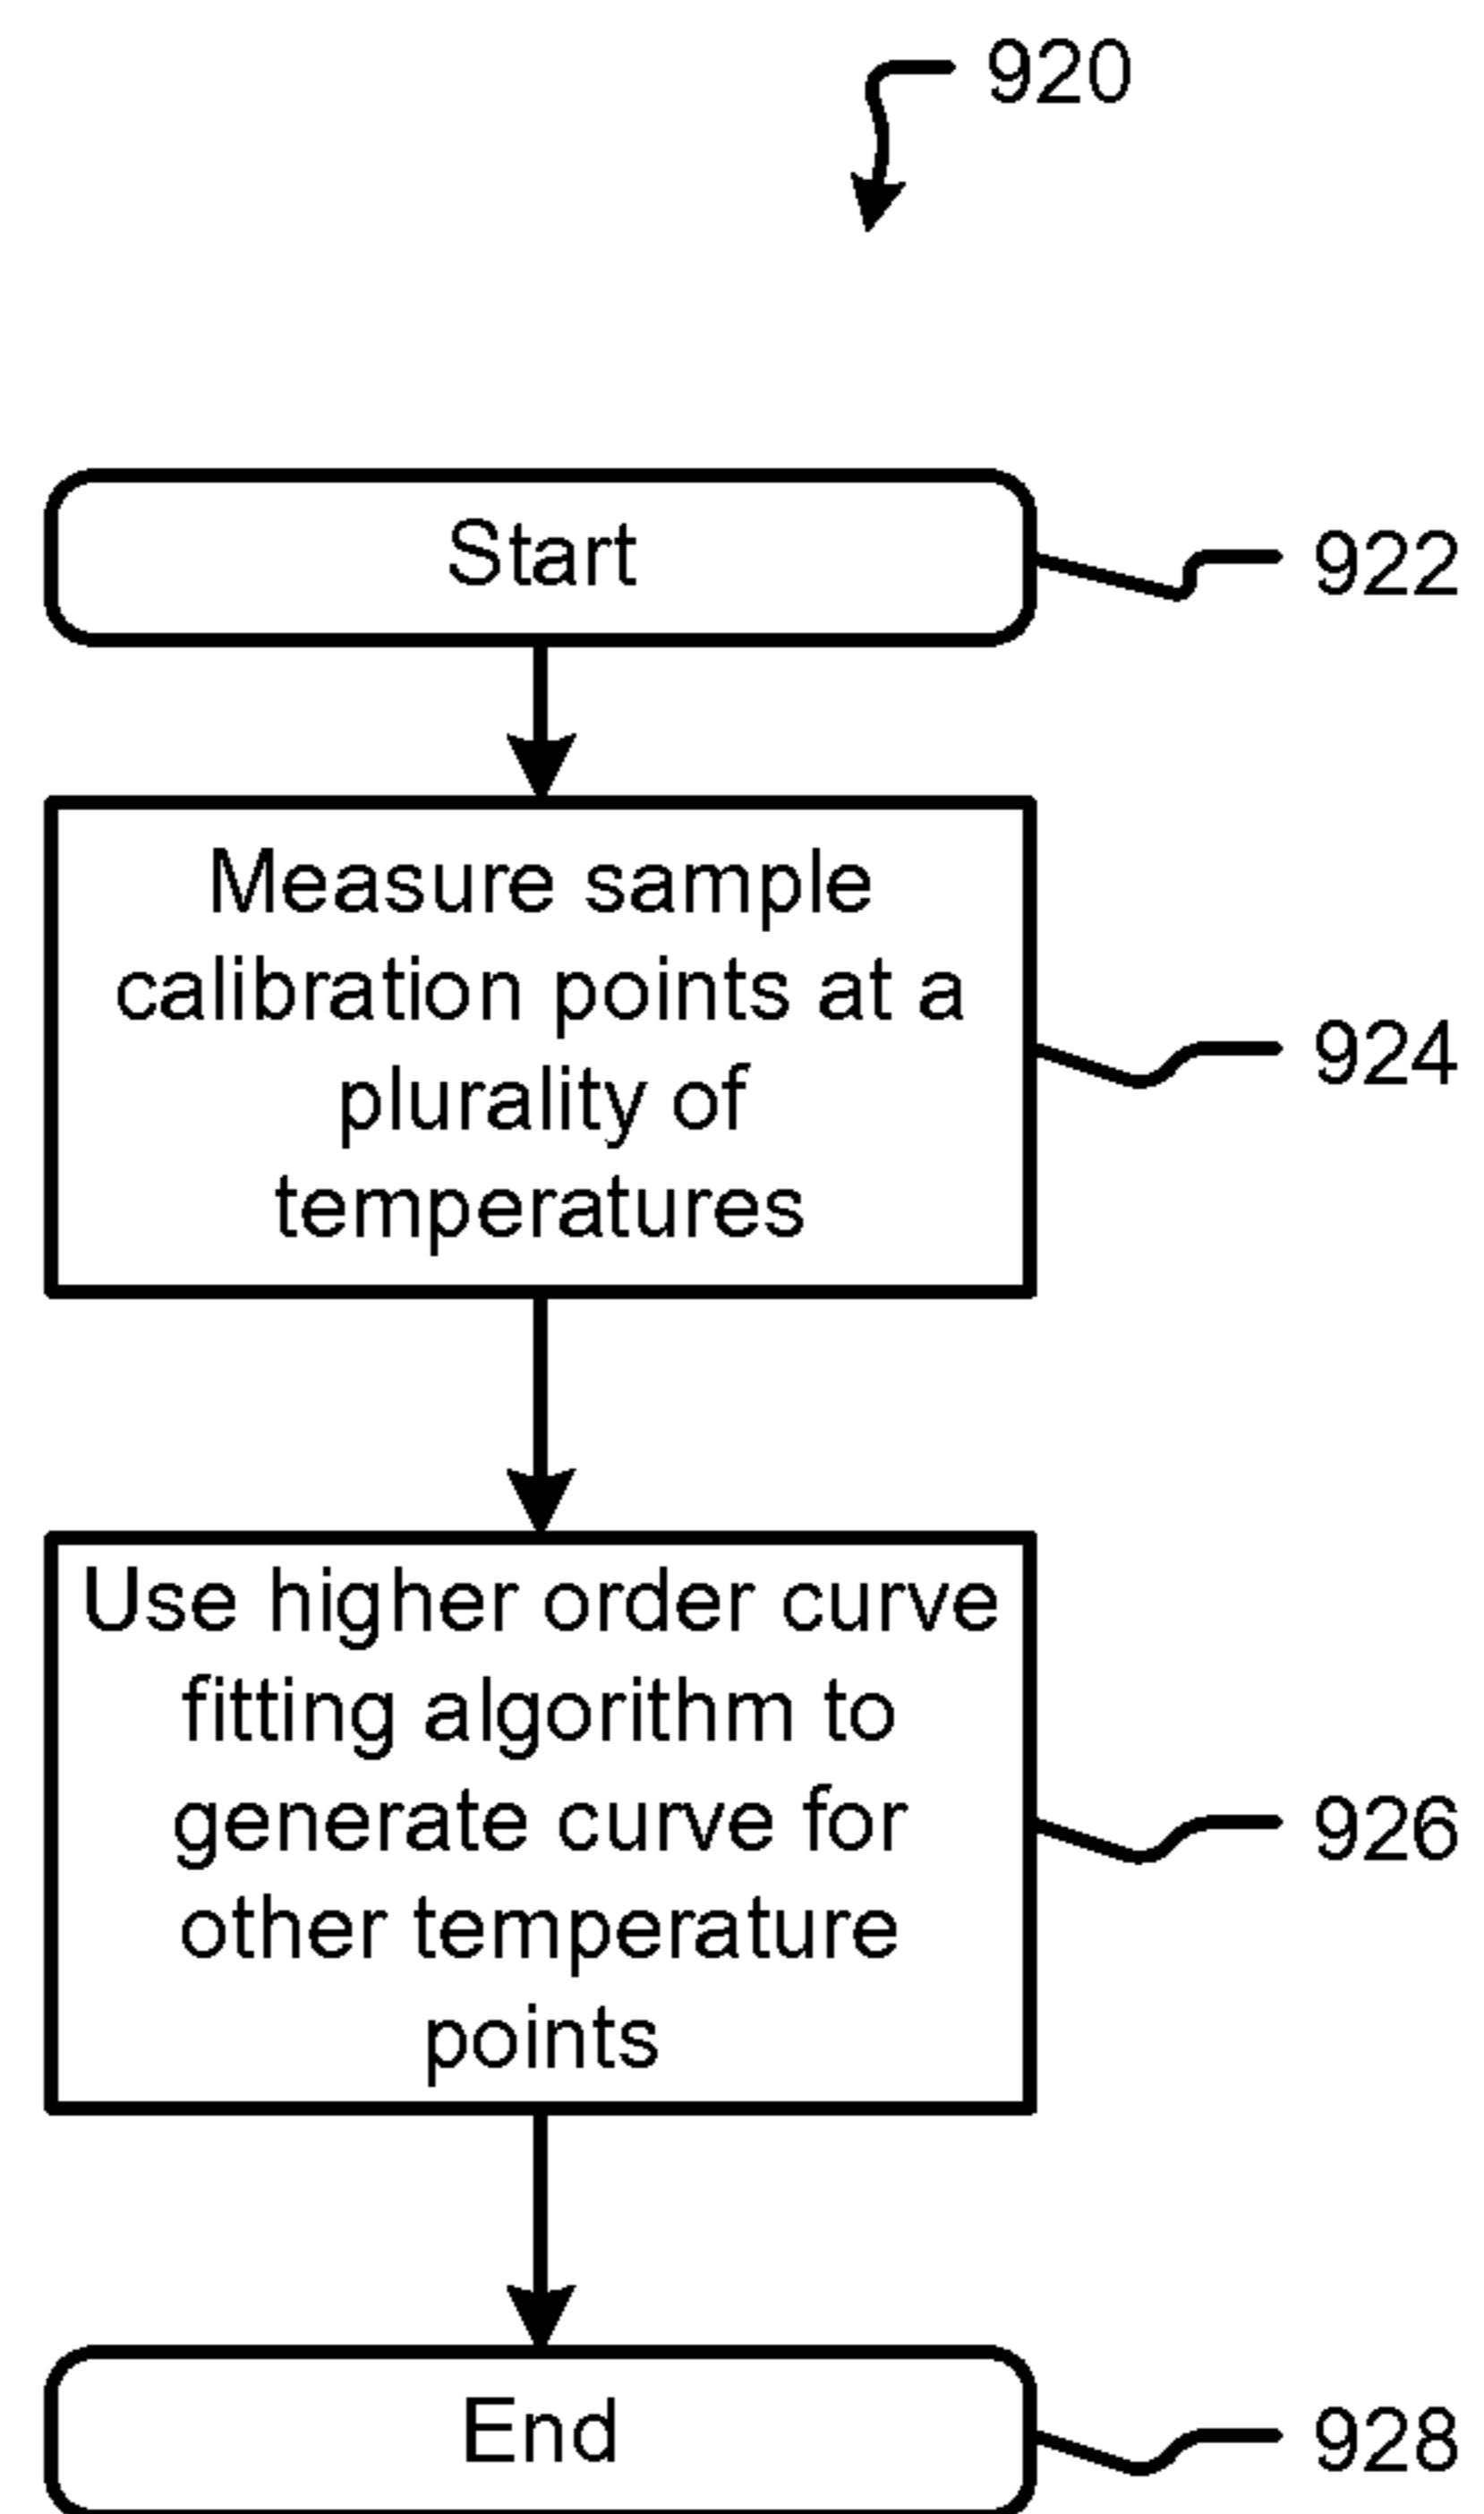 920
Start
922
Measure sample
calibration points at a
plurality of
temperatures
924
Use higher order curve
fitting algorithm to
generate curve for
other temperature
points
926
End
928